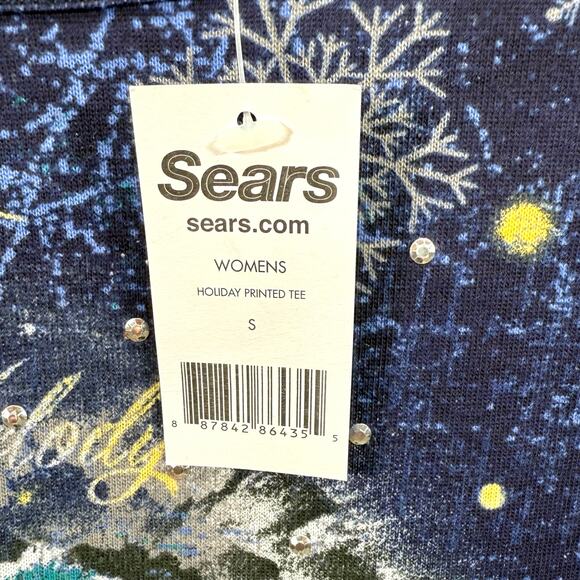 Sears
sears.com
WOMENS
HOLIDAY PRINTED TEE
S
8 87842 86435 5